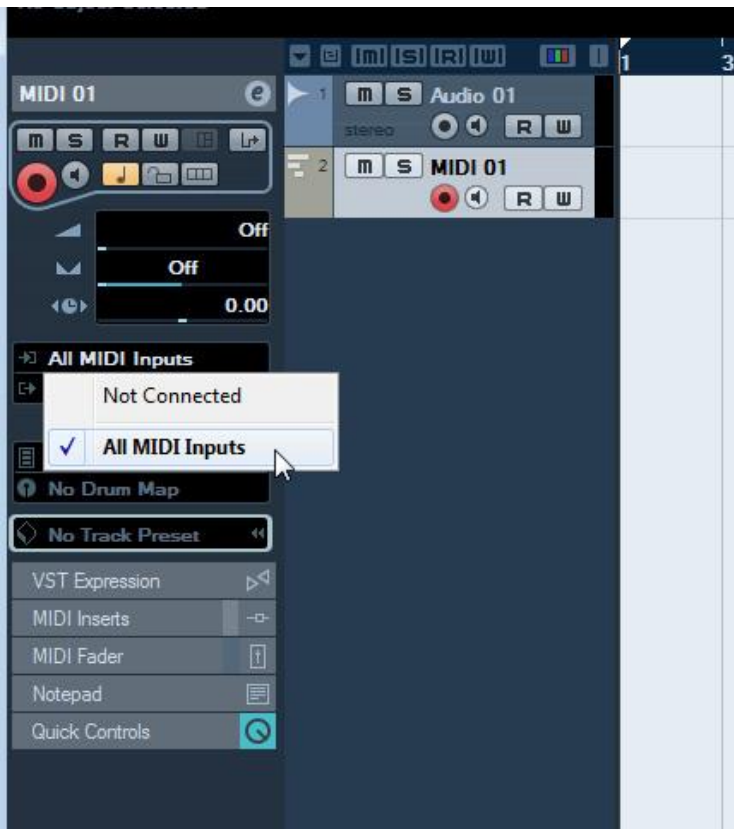 m S R W 1 3
MIDI 01 e
1 m S Audio 01
stereo R W
m S R W
2 m S MIDI 01
R W
Off
Off
0.00
All MIDI Inputs
Not Connected
✓ All MIDI Inputs
No Drum Map
No Track Preset
VST Expression
MIDI Inserts
MIDI Fader
Notepad
Quick Controls